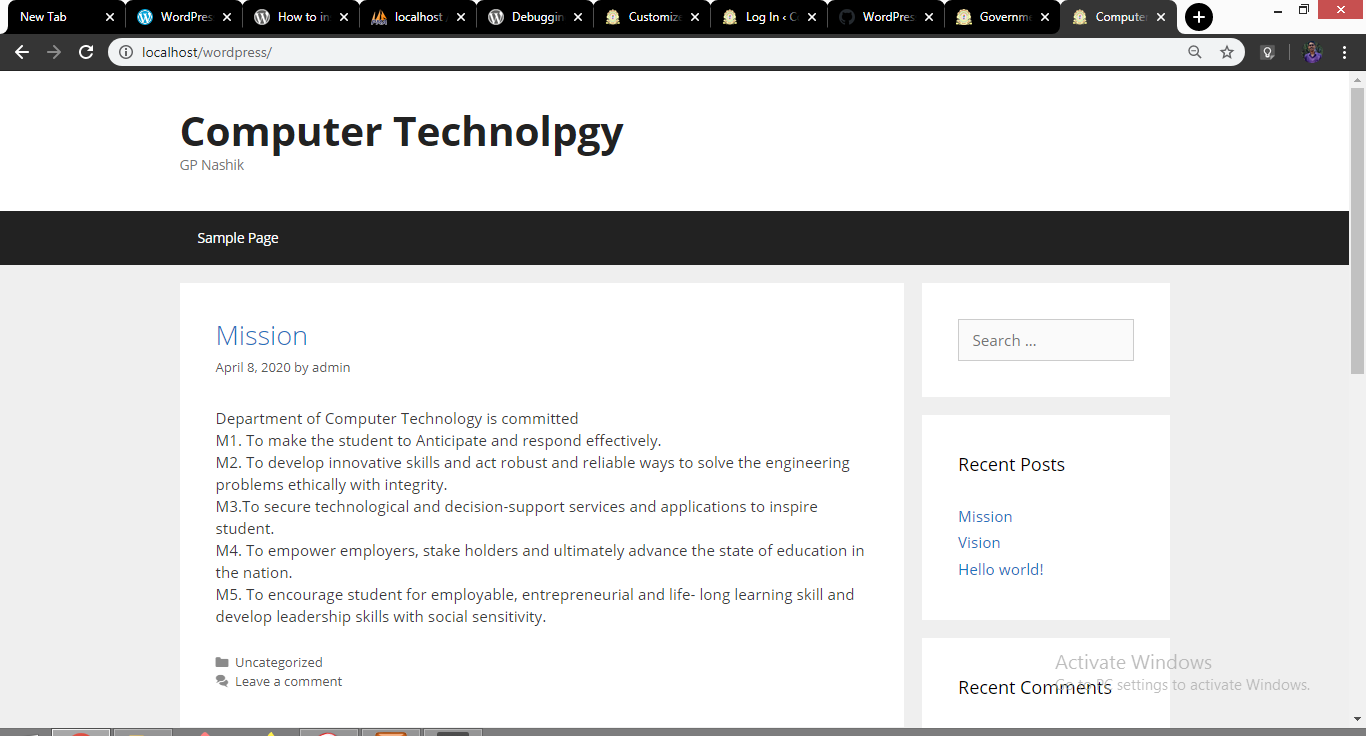 New Tab
WordPres
How to in
localhost
Debuggin
Customize
Log In ‹ C
WordPres
Governme
Computer
localhost/wordpress/
Computer Technolpgy
GP Nashik
Sample Page
Mission
April 8, 2020 by admin
Department of Computer Technology is committed
M1. To make the student to Anticipate and respond effectively.
M2. To develop innovative skills and act robust and reliable ways to solve the engineering
problems ethically with integrity.
M3.To secure technological and decision-support services and applications to inspire
student.
M4. To empower employers, stake holders and ultimately advance the state of education in
the nation.
M5. To encourage student for employable, entrepreneurial and life- long learning skill and
develop leadership skills with social sensitivity.
Uncategorized
Leave a comment
Search …
Recent Posts
Mission
Vision
Hello world!
Recent Comments
Activate Windows
Go to PC settings to activate Windows.